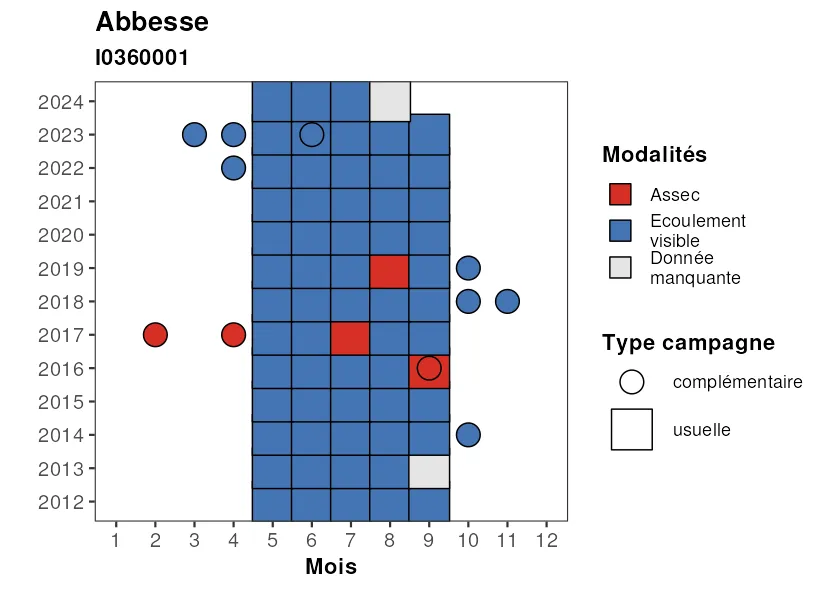 Abbesse
I0360001
2024
2023
2022
2021
2020
2019
2018
2017
2016
2015
2014
2013
2012
1 2 3 4 5 6 7 8 9 10 11 12
Mois
Modalités
Assec
Ecoulement
visible
Donnée
manquante
Type campagne
complémentaire
usuelle